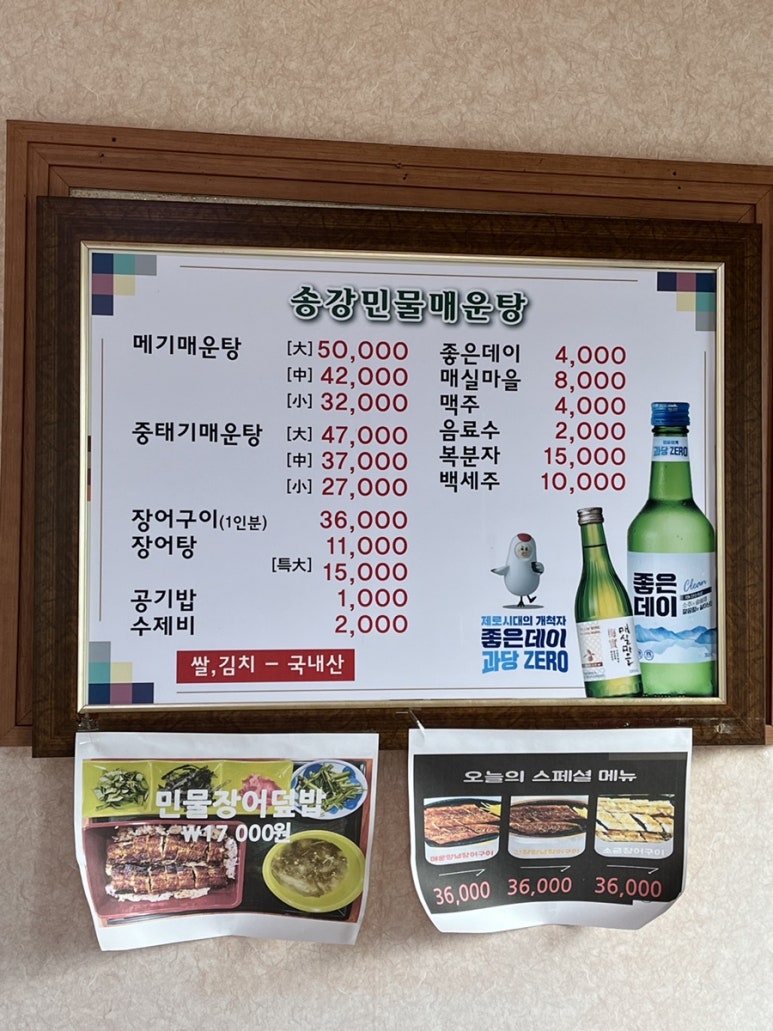 송강민물매운탕
메기매운탕 [大] 50,000
[中] 42,000
[小] 32,000
중태기매운탕 [大] 47,000
[中] 37,000
[小] 27,000
장어구이(1인분) 36,000
장어탕 11,000
[특大] 15,000
공기밥 1,000
수제비 2,000
쌀,김치 – 국내산
좋은데이 4,000
매실마을 8,000
맥주 4,000
음료수 2,000
복분자 15,000
백세주 10,000
제로시대의 개척자
좋은데이
과당 ZERO
매실마을
과당 ZERO
좋은
데이
Clean
민물장어덮밥
₩17,000원
오늘의 스페셜 메뉴
소금장어구이
36,000 36,000 36,000